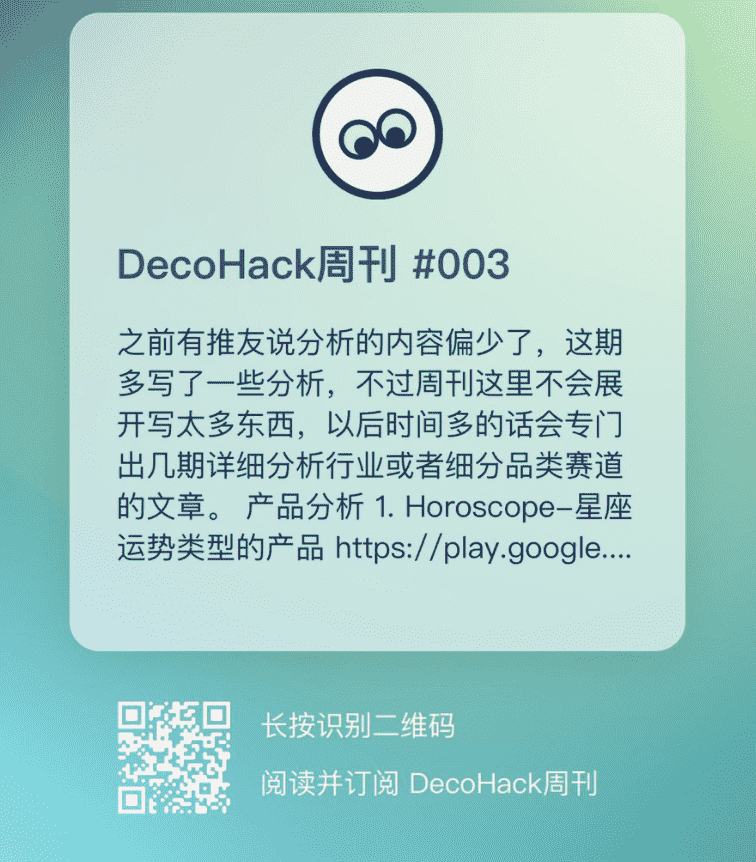 DecoHack周刊 #003
之前有推友说分析的内容偏少了，这期
多写了一些分析，不过周刊这里不会展
开写太多东西，以后时间多的话会专门
出几期详细分析行业或者细分品类赛道
的文章。 产品分析 1. Horoscope-星座
运势类型的产品 https://play.google....
长按识别二维码
阅读并订阅 DecoHack周刊